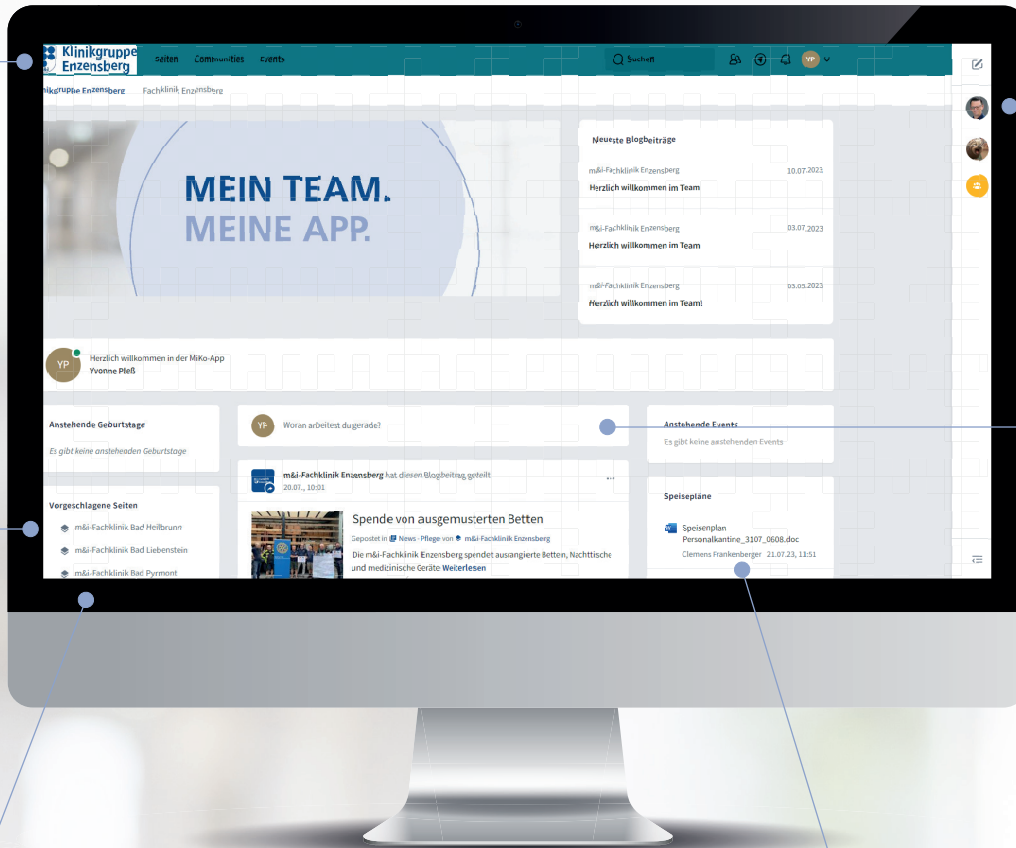 Klinikgruppe
Enzensberg
Seiten Communities Events
Suchen
YP
Klinikgruppe Enzensberg Fachklinik Enzensberg
MEIN TEAM.
MEINE APP.
Neueste Blogbeiträge
m&i-Fachklinik Enzensberg 10.07.2023
Herzlich willkommen im Team
m&i-Fachklinik Enzensberg 03.07.2023
Herzlich willkommen im Team
m&i-Fachklinik Enzensberg 03.05.2023
Herzlich willkommen im Team!
YP
Herzlich willkommen in der MiKo-App
Yvonne Pleß
Anstehende Geburtstage
Es gibt keine anstehenden Geburtstage
Vorgeschlagene Seiten
m&i-Fachklinik Bad Heilbrunn
m&i-Fachklinik Bad Liebenstein
m&i-Fachklinik Bad Pyrmont
YP
Woran arbeitest du gerade?
m&i-Fachklinik Enzensberg hat diesen Blogbeitrag geteilt
20.07., 10:01
Spende von ausgemusterten Betten
Gepostet in News - Pflege von m&i-Fachklinik Enzensberg
Die m&i-Fachklinik Enzensberg spendet ausrangierte Betten, Nachttische
und medizinische Geräte Weiterlesen
Anstehende Events
Es gibt keine anstehenden Events
Speisepläne
Speisenplan
Personalkantine_3107_0608.doc
Clemens Frankenberger 21.07.23, 11:51